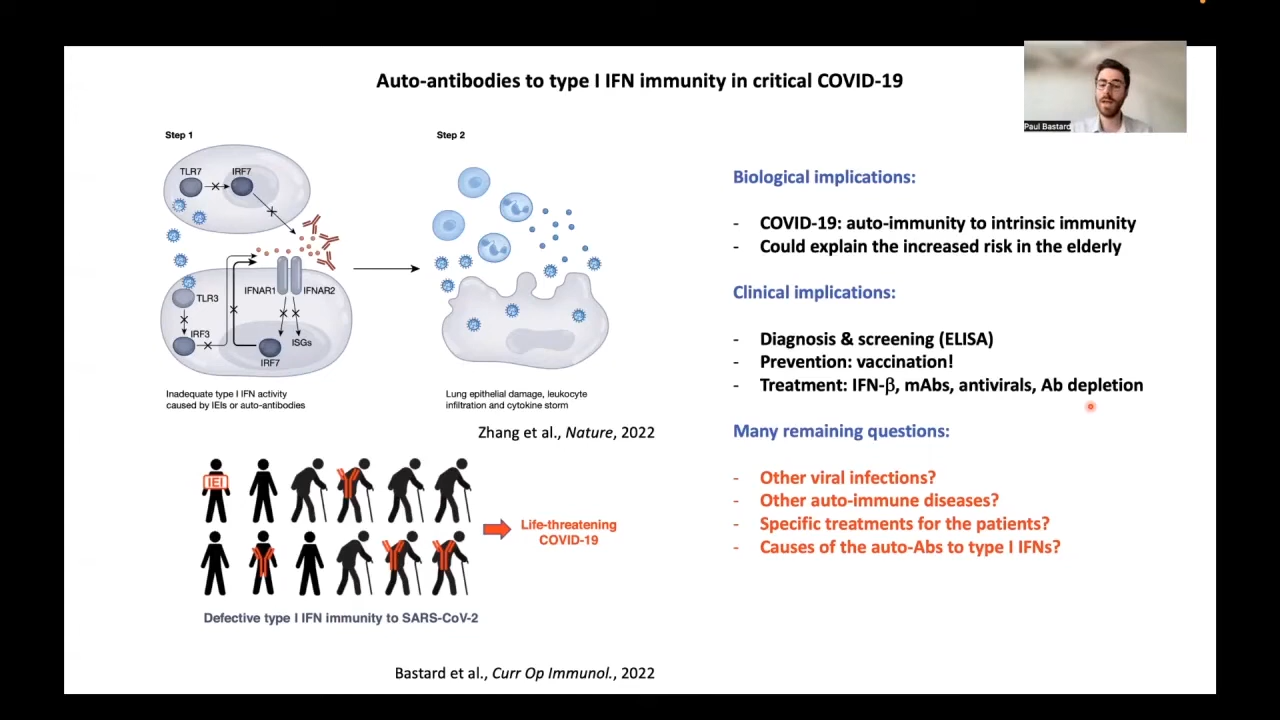 Auto-antibodies to type I IFN immunity in critical COVID-19
Paul Bastard
Step 1
Step 2
TLR7
IRF7
IFNAR1
IFNAR2
TLR3
IRF3
ISGs
IRF7
Inadequate type I IFN activity
caused by IEIs or auto-antibodies
Lung epithelial damage, leukocyte
infiltration and cytokine storm
Zhang et al., Nature, 2022
IEI
Life-threatening
COVID-19
Defective type I IFN immunity to SARS-CoV-2
Bastard et al., Curr Op Immunol., 2022
Biological implications:
- COVID-19: auto-immunity to intrinsic immunity
- Could explain the increased risk in the elderly
Clinical implications:
- Diagnosis & screening (ELISA)
- Prevention: vaccination!
- Treatment: IFN-β, mAbs, antivirals, Ab depletion
Many remaining questions:
- Other viral infections?
- Other auto-immune diseases?
- Specific treatments for the patients?
- Causes of the auto-Abs to type I IFNs?